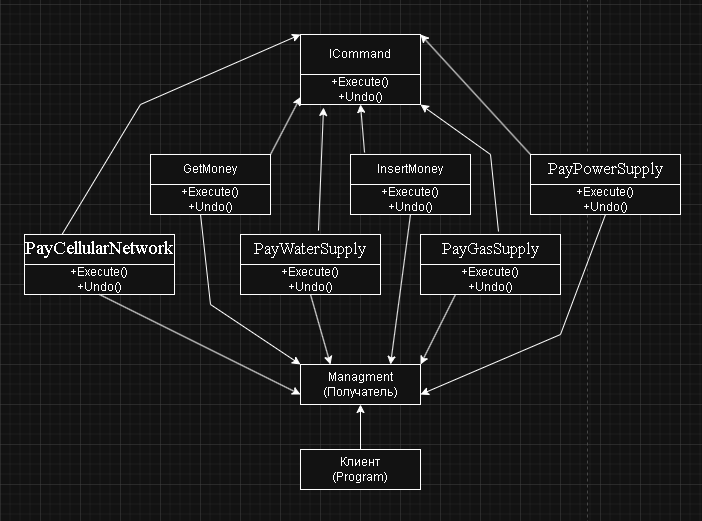 ICommand
+Execute()
+Undo()
GetMoney
+Execute()
+Undo()
InsertMoney
+Execute()
+Undo()
PayPowerSupply
+Execute()
+Undo()
PayCellularNetwork
+Execute()
+Undo()
PayWaterSupply
+Execute()
+Undo()
PayGasSupply
+Execute()
+Undo()
Managment
(Получатель)
Клиент
(Program)